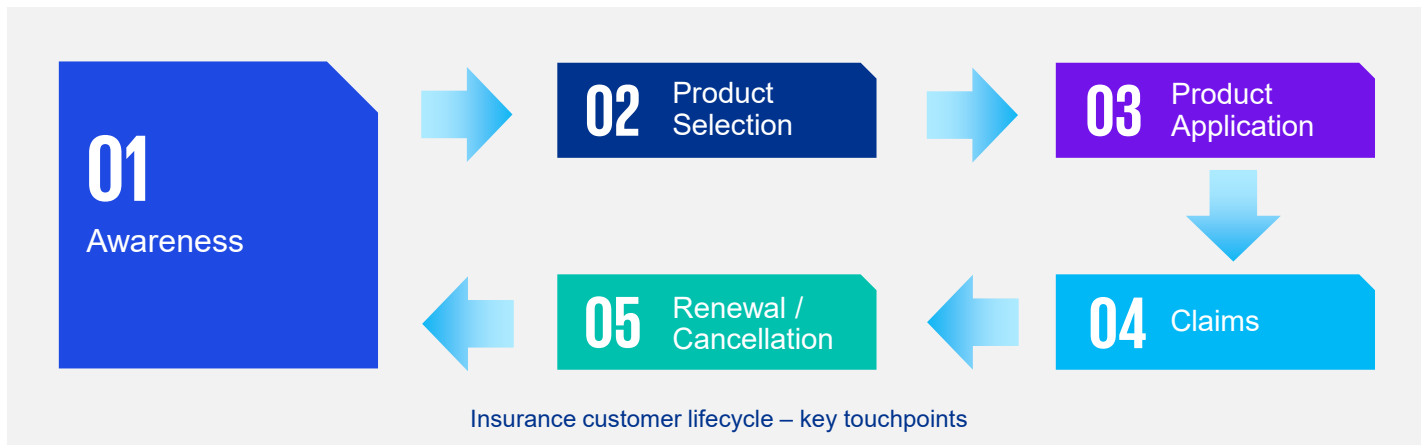 01
Awareness
02
Product
Selection
03
Product
Application
04
Claims
05
Renewal /
Cancellation
Insurance customer lifecycle – key touchpoints